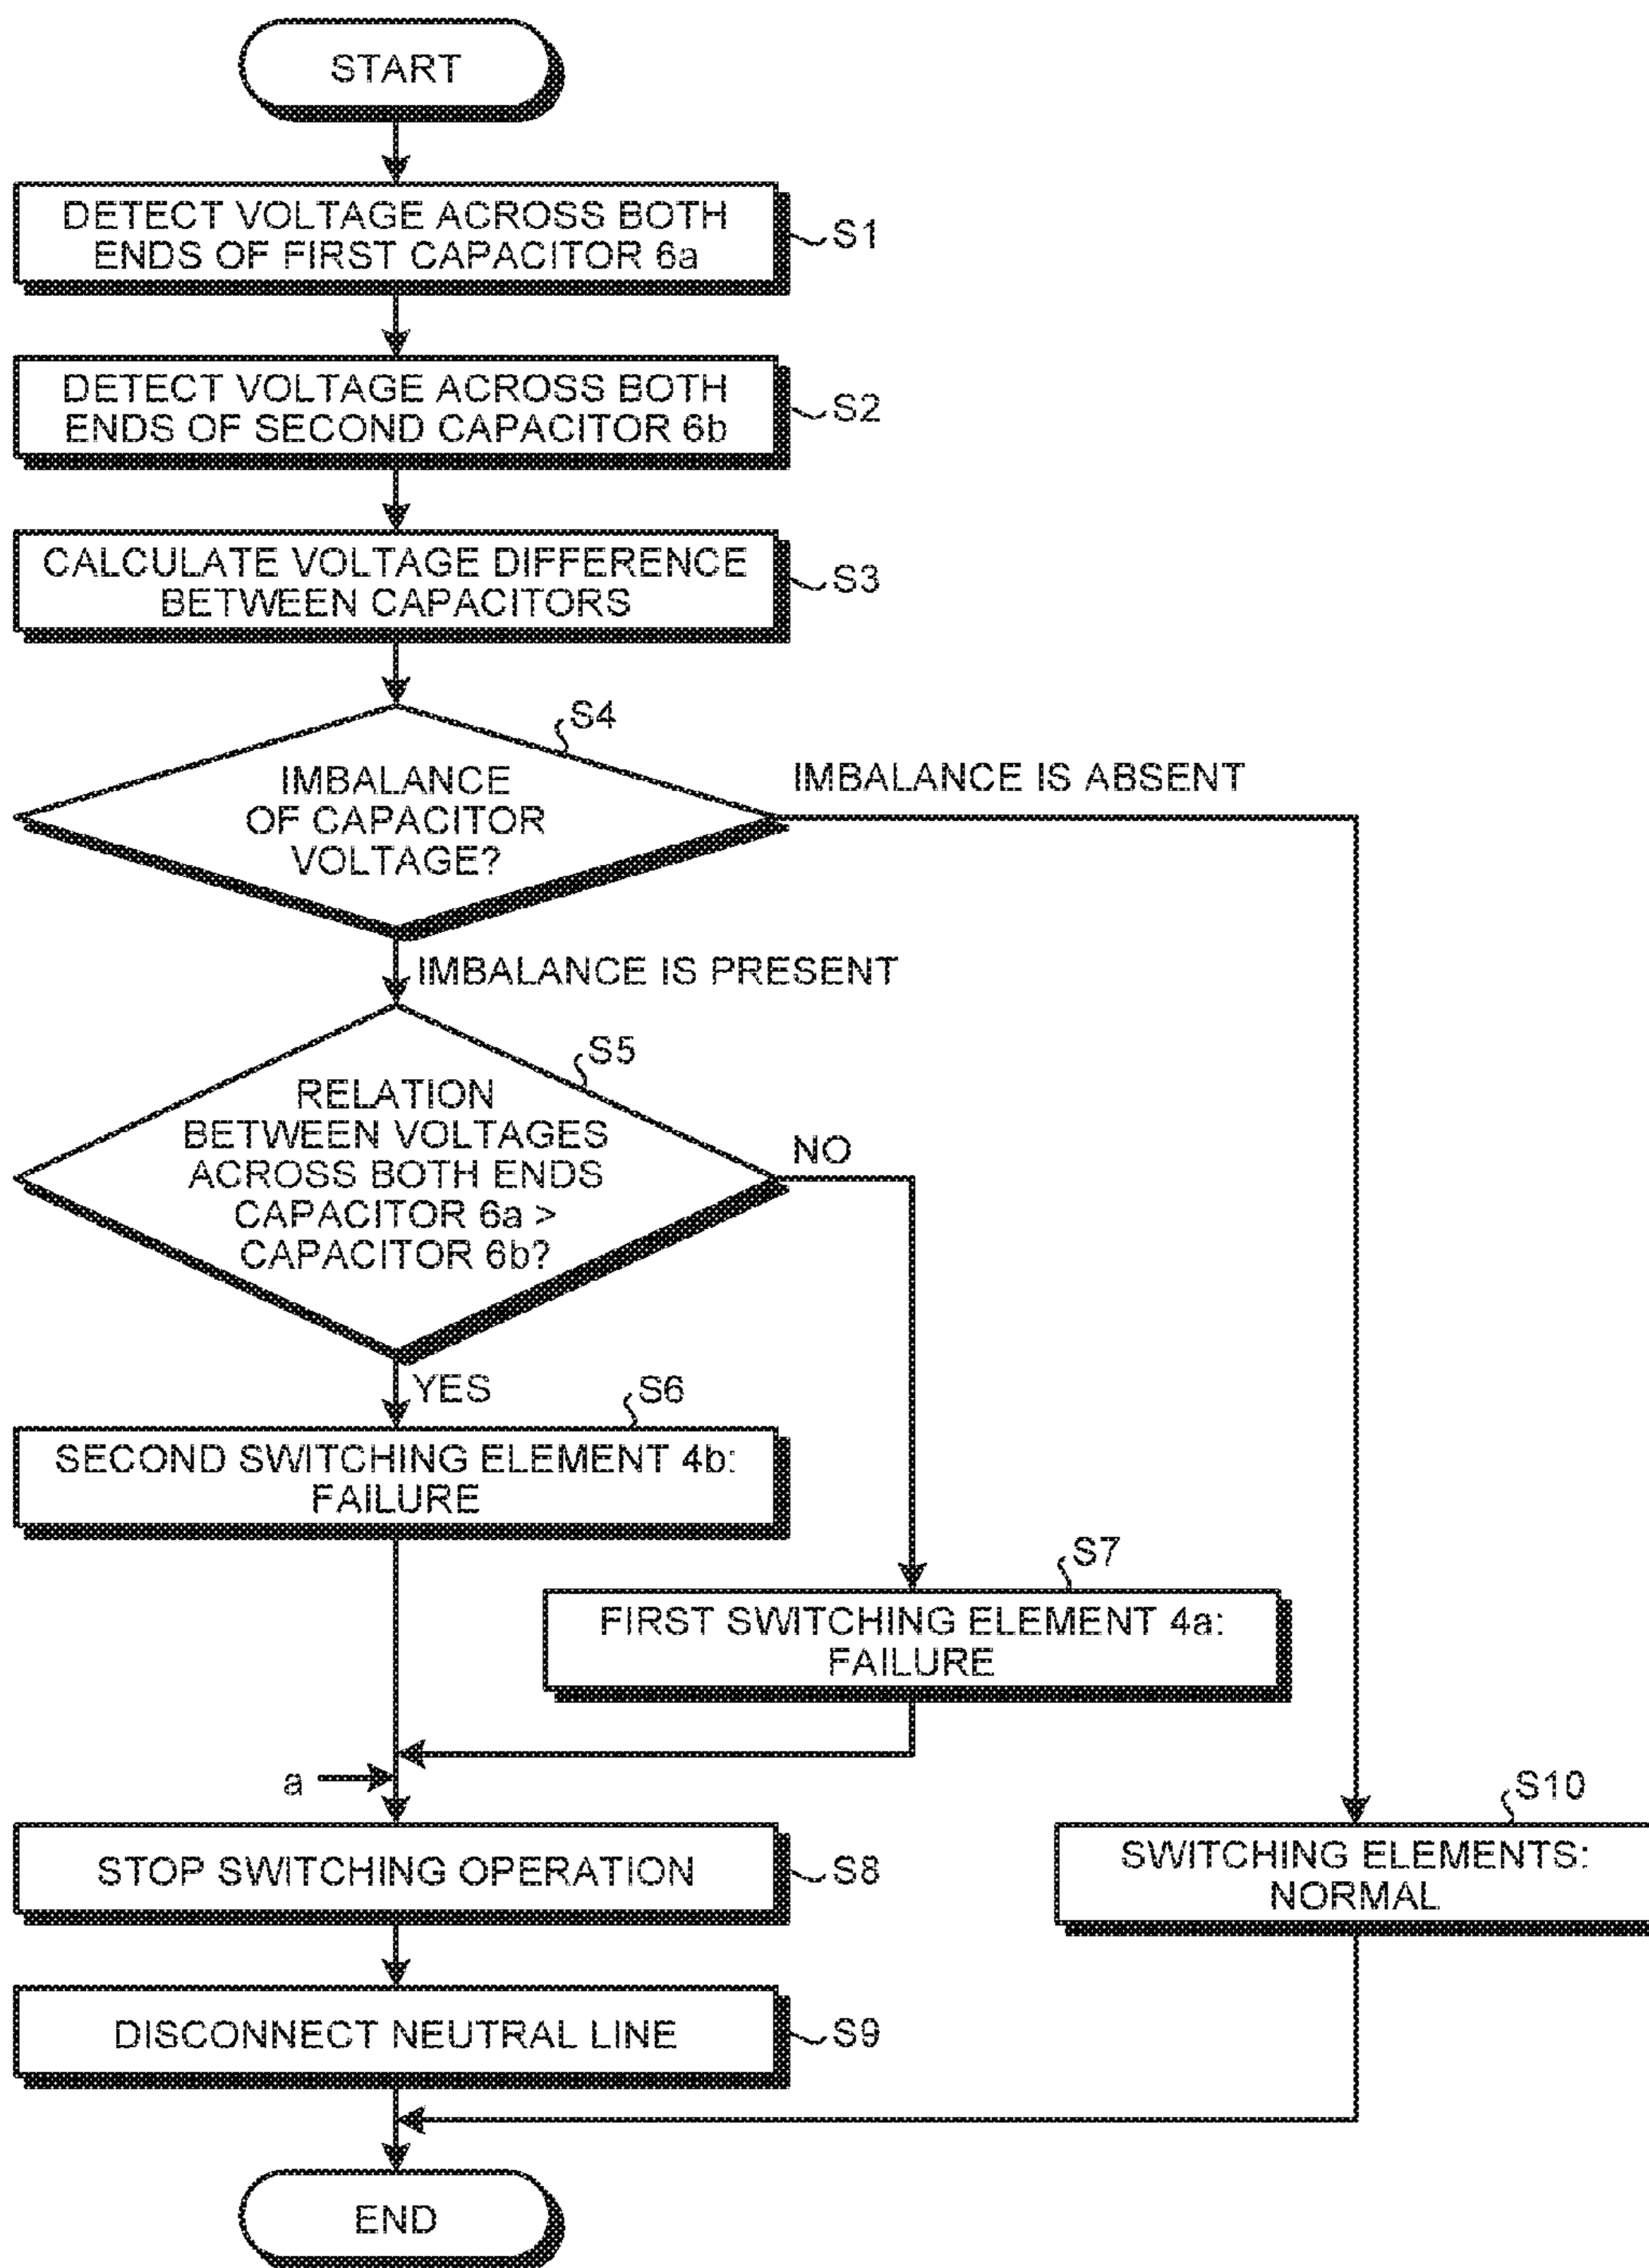 START
DETECT VOLTAGE ACROSS BOTH
ENDS OF FIRST CAPACITOR 6a
S1
DETECT VOLTAGE ACROSS BOTH
ENDS OF SECOND CAPACITOR 6b
S2
CALCULATE VOLTAGE DIFFERENCE
BETWEEN CAPACITORS
S3
S4
IMBALANCE
OF CAPACITOR
VOLTAGE?
IMBALANCE IS ABSENT
IMBALANCE IS PRESENT
S5
RELATION
BETWEEN VOLTAGES
ACROSS BOTH ENDS
CAPACITOR 6a >
CAPACITOR 6b?
NO
YES
S6
SECOND SWITCHING ELEMENT 4b:
FAILURE
S7
FIRST SWITCHING ELEMENT 4a:
FAILURE
a
STOP SWITCHING OPERATION
S8
S10
SWITCHING ELEMENTS:
NORMAL
DISCONNECT NEUTRAL LINE
S9
END